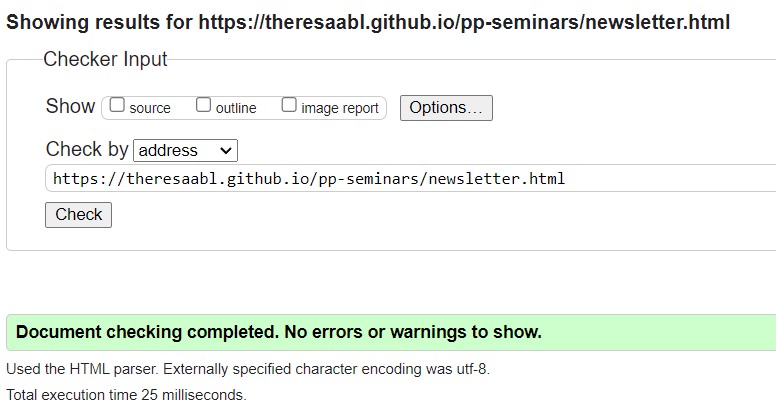 Showing results for https://theresaabl.github.io/pp-seminars/newsletter.html
Checker Input
Show source outline image report Options...
Check by address
https://theresaabl.github.io/pp-seminars/newsletter.html
Check
Document checking completed. No errors or warnings to show.
Used the HTML parser. Externally specified character encoding was utf-8.
Total execution time 25 milliseconds.